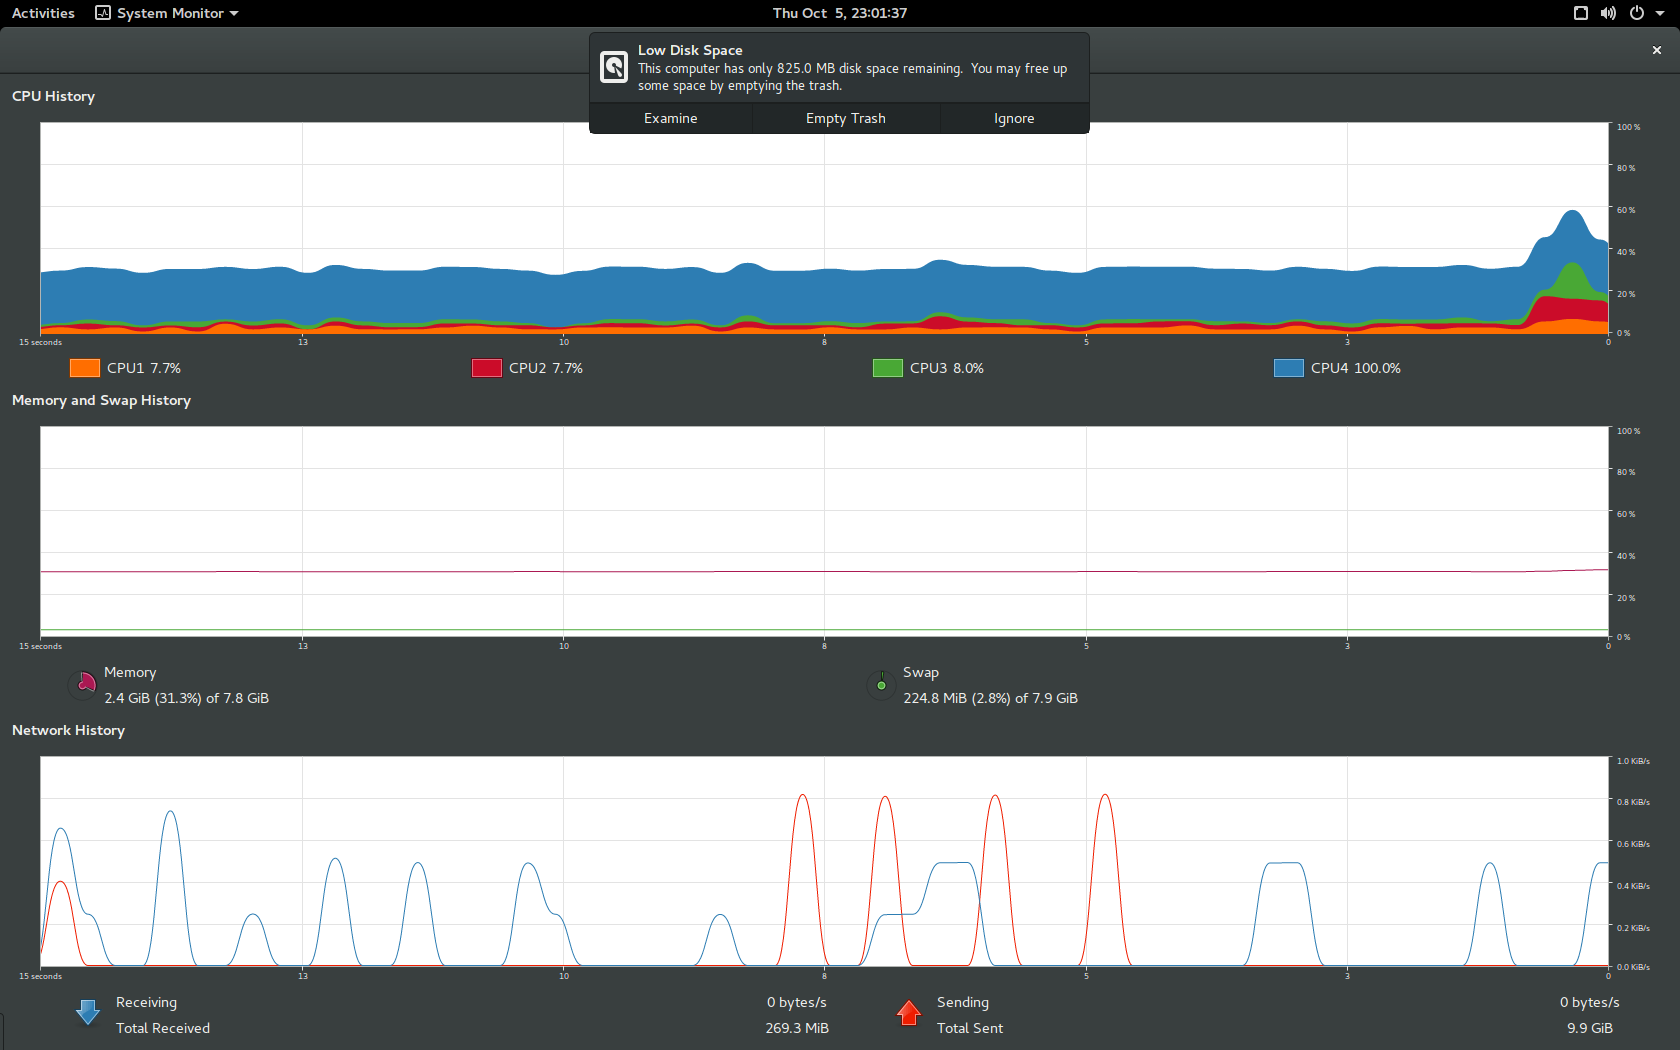 Activities System Monitor Thu Oct 5, 23:01:37
Low Disk Space
This computer has only 825.0 MB disk space remaining. You may free up
some space by emptying the trash.
Examine Empty Trash Ignore
CPU History
100 %
80 %
60 %
40 %
20 %
0 %
15 seconds 13 10 8 5 3 0
CPU1 7.7% CPU2 7.7% CPU3 8.0% CPU4 100.0%
Memory and Swap History
100 %
80 %
60 %
40 %
20 %
0 %
15 seconds 13 10 8 5 3 0
Memory Swap
2.4 GiB (31.3%) of 7.8 GiB 224.8 MiB (2.8%) of 7.9 GiB
Network History
1.0 KiB/s
0.8 KiB/s
0.6 KiB/s
0.4 KiB/s
0.2 KiB/s
0.0 KiB/s
15 seconds 13 10 8 5 3 0
Receiving 0 bytes/s Sending 0 bytes/s
Total Received 269.3 MiB Total Sent 9.9 GiB